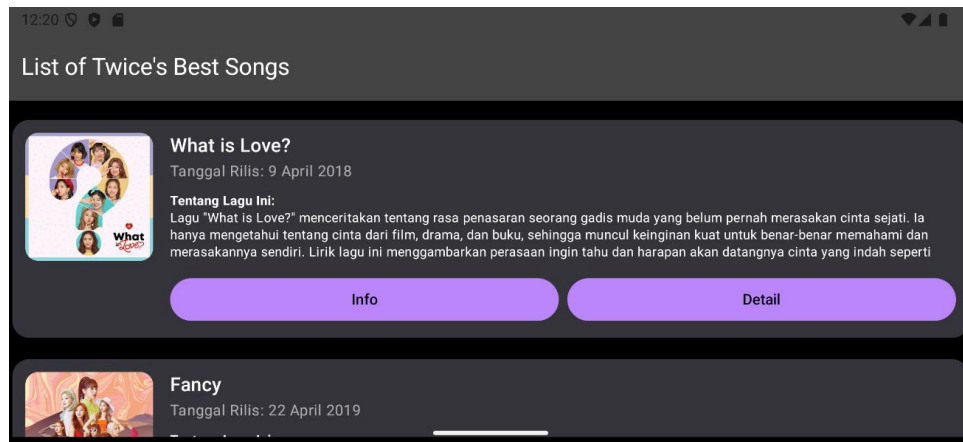 12:20
List of Twice's Best Songs
What is Love?
Tanggal Rilis: 9 April 2018
Tentang Lagu Ini:
Lagu "What is Love?" menceritakan tentang rasa penasaran seorang gadis muda yang belum pernah merasakan cinta sejati. Ia
hanya mengetahui tentang cinta dari film, drama, dan buku, sehingga muncul keinginan kuat untuk benar-benar memahami dan
merasakannya sendiri. Lirik lagu ini menggambarkan perasaan ingin tahu dan harapan akan datangnya cinta yang indah seperti
What
is Love?
Info
Detail
Fancy
Tanggal Rilis: 22 April 2019